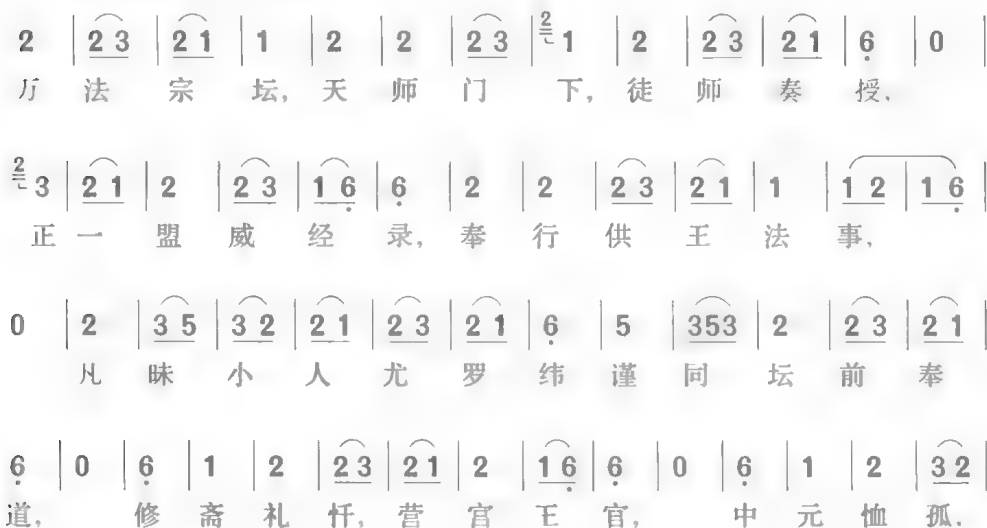 2 | 2 3 | 2 1 | 1 | 2 | 2 | 2 3 | 2 1 | 2 | 2 3 | 2 1 | 6 | 0 |
万 法 宗 坛, 天 师 门 下, 徒 师 奏 授,
2 3 | 2 1 | 2 | 2 3 | 1 6 | 6 | 2 | 2 | 2 3 | 2 1 | 1 | 1 2 | 1 6 |
正 一 盟 威 经 录, 奉 行 供 王 法 事,
0 | 2 | 3 5 | 3 2 | 2 1 | 2 3 | 2 1 | 6 | 5 | 353 | 2 | 2 3 | 2 1 |
凡 昧 小 人 尤 罗 纬 谨 同 坛 前 奉
6 | 0 | 6 | 1 | 2 | 2 3 | 2 1 | 2 | 1 6 | 6 | 0 | 6 | 1 | 2 | 3 2 |
道, 修 斋 礼 忏, 营 宫 王 官, 中 元 恤 孤,